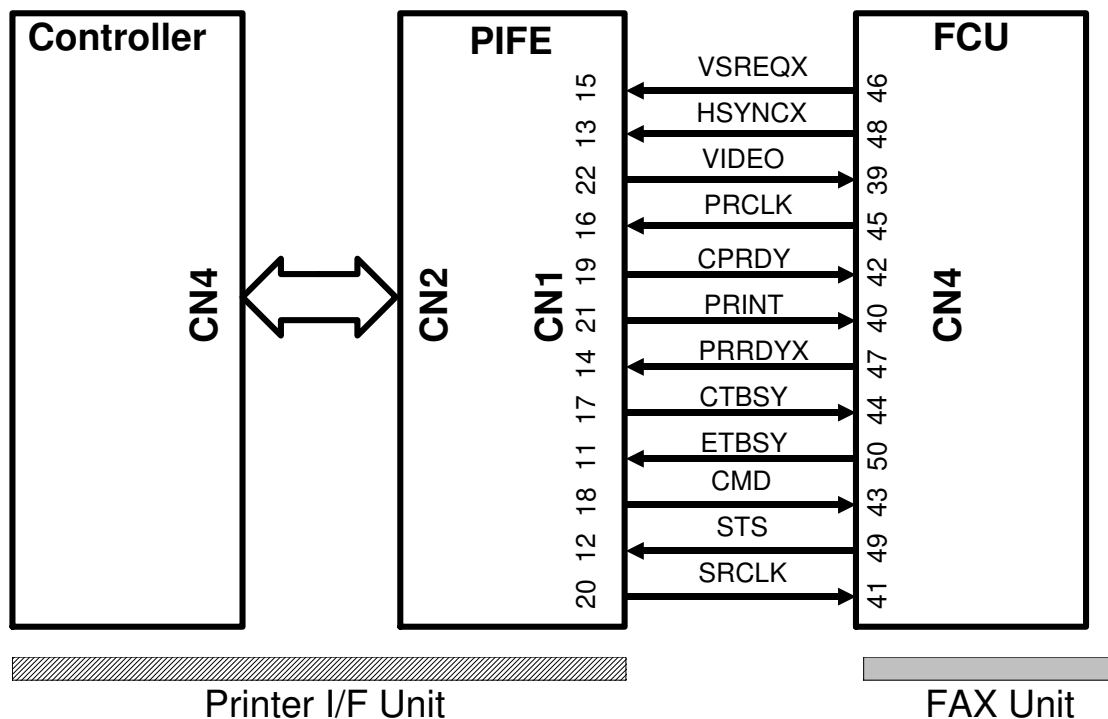 Controller
PIFE
FCU
15 VSREQX 46
13 HSYNCX 48
22 VIDEO 39
16 PRCLK 45
19 CPRDY 42
21 PRINT 40
14 PRRDYX 47
17 CTBSY 44
11 ETBSY 50
18 CMD 43
12 STS 49
20 SRCLK 41
CN4
CN2
CN1
CN4
Printer I/F Unit
FAX Unit